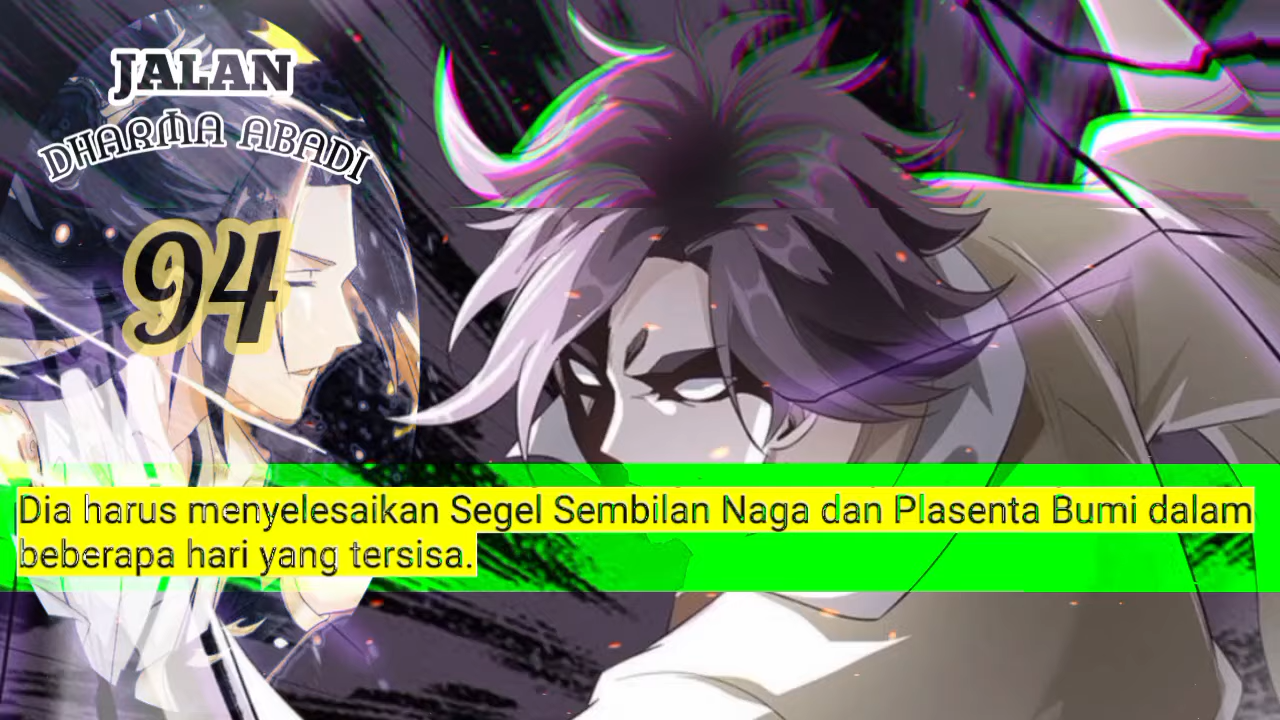 JALAN
DHARMA ABADI
94
Dia harus menyelesaikan Segel Sembilan Naga dan Plasenta Bumi dalam
beberapa hari yang tersisa.